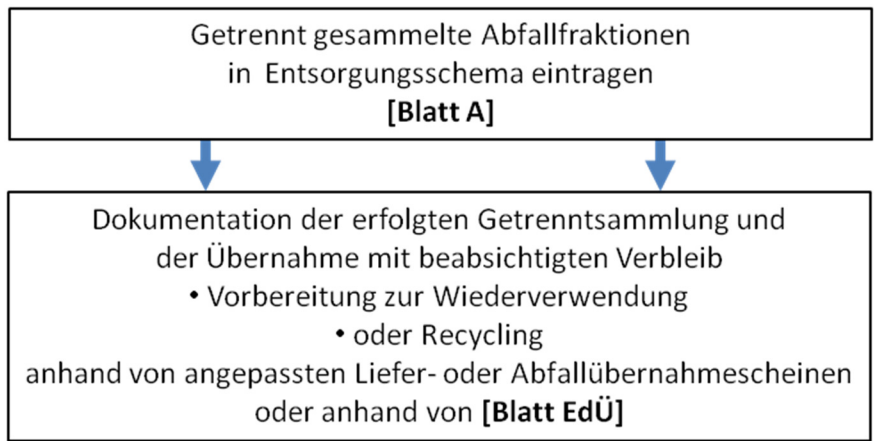 Getrennt gesammelte Abfallfraktionen
in Entsorgungsschema eintragen
[Blatt A]
Dokumentation der erfolgten Getrenntsammlung und
der Übernahme mit beabsichtigten Verbleib
• Vorbereitung zur Wiederverwendung
• oder Recycling
anhand von angepassten Liefer- oder Abfallübernahmescheinen
oder anhand von [Blatt EdÜ]